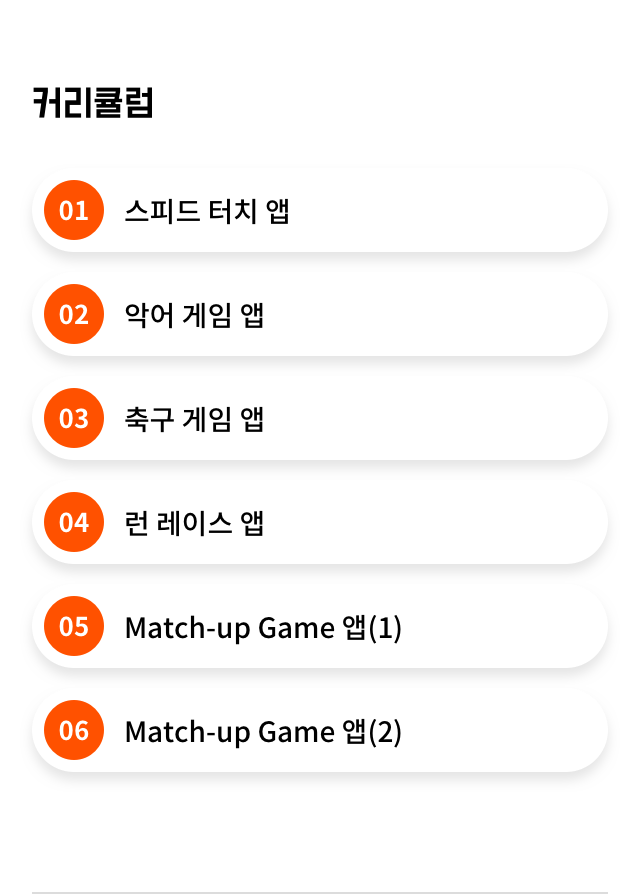 커리큘럼
01 스피드 터치 앱
02 악어 게임 앱
03 축구 게임 앱
04 런 레이스 앱
05 Match-up Game 앱(1)
06 Match-up Game 앱(2)